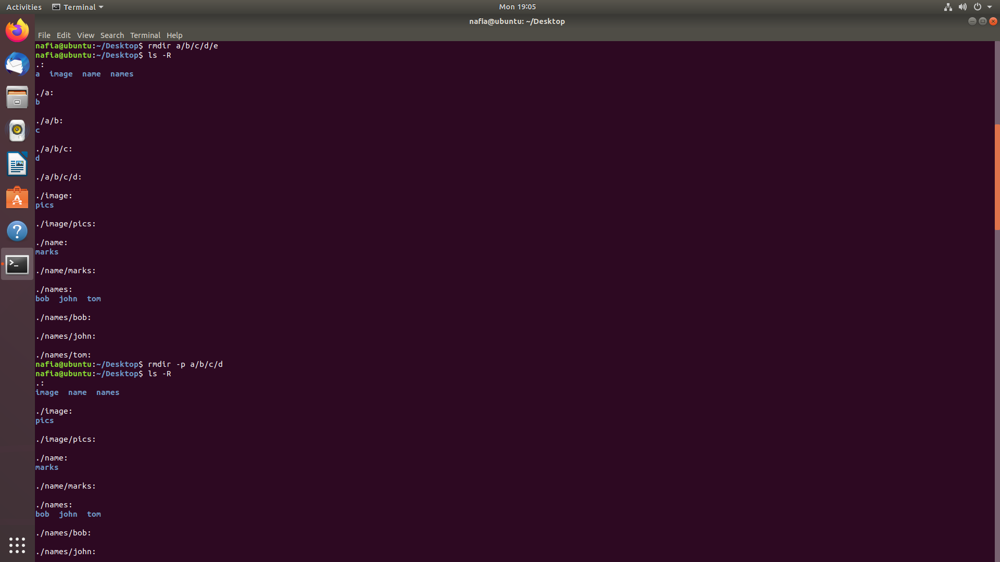 Activities Terminal Mon 19:05
nafia@ubuntu: ~/Desktop
File Edit View Search Terminal Help
nafia@ubuntu:~/Desktop$ rmdir a/b/c/d/e
nafia@ubuntu:~/Desktop$ ls -R
.:
a  image  name  names
./a:
b
./a/b:
c
./a/b/c:
d
./a/b/c/d:
./image:
pics
./image/pics:
./name:
marks
./name/marks:
./names:
bob  john  tom
./names/bob:
./names/john:
./names/tom:
nafia@ubuntu:~/Desktop$ rmdir -p a/b/c/d
nafia@ubuntu:~/Desktop$ ls -R
.:
image  name  names
./image:
pics
./image/pics:
./name:
marks
./name/marks:
./names:
bob  john  tom
./names/bob:
./names/john: